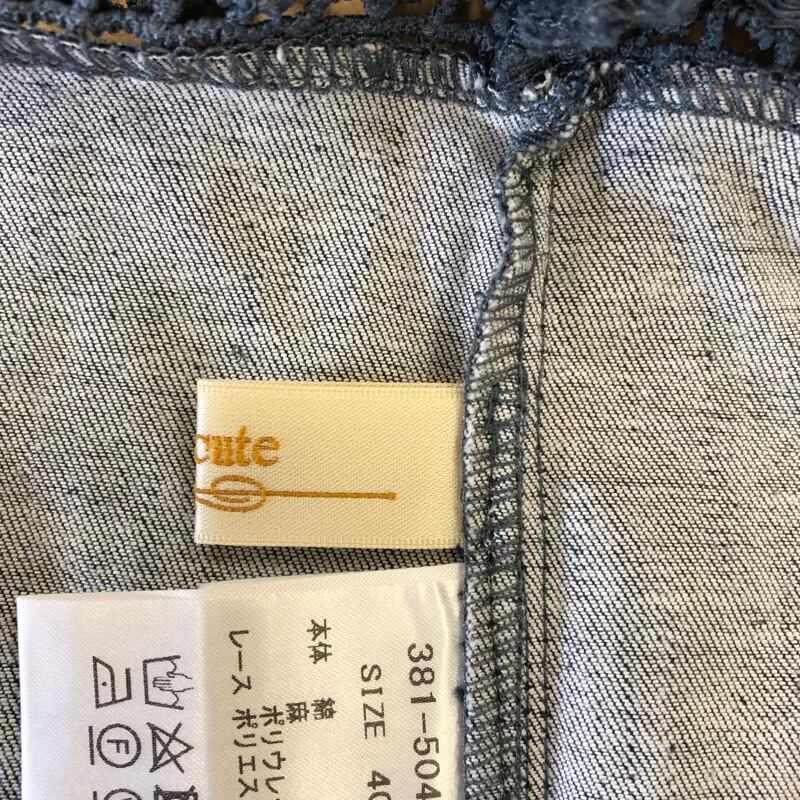 cute
381-504
SIZE 40
本体 綿
麻
ポリウレ
レース ポリエス
F